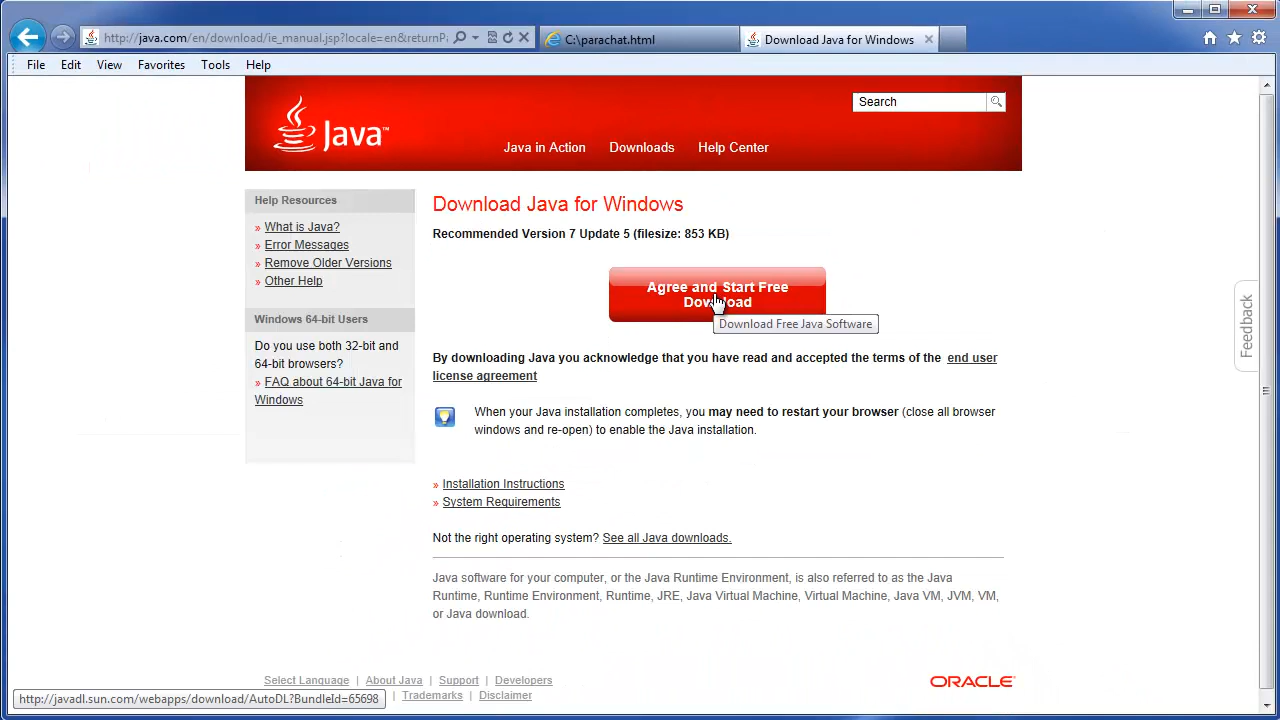 http://java.com/en/download/ie_manual.jsp?locale=en&returnPa
C:\parachat.html
Download Java for Windows
File Edit View Favorites Tools Help
Java™
Search
Java in Action Downloads Help Center
Help Resources
» What is Java?
» Error Messages
» Remove Older Versions
» Other Help
Windows 64-bit Users
Do you use both 32-bit and
64-bit browsers?
» FAQ about 64-bit Java for
Windows
Download Java for Windows
Recommended Version 7 Update 5 (filesize: 853 KB)
Agree and Start Free
Download
Download Free Java Software
By downloading Java you acknowledge that you have read and accepted the terms of the end user
license agreement
When your Java installation completes, you may need to restart your browser (close all browser
windows and re-open) to enable the Java installation.
» Installation Instructions
» System Requirements
Not the right operating system? See all Java downloads.
Java software for your computer, or the Java Runtime Environment, is also referred to as the Java
Runtime, Runtime Environment, Runtime, JRE, Java Virtual Machine, Virtual Machine, Java VM, JVM, VM,
or Java download.
Feedback
Select Language About Java Support Developers
Trademarks Disclaimer
ORACLE
http://javadl.sun.com/webapps/download/AutoDL?BundleId=65698